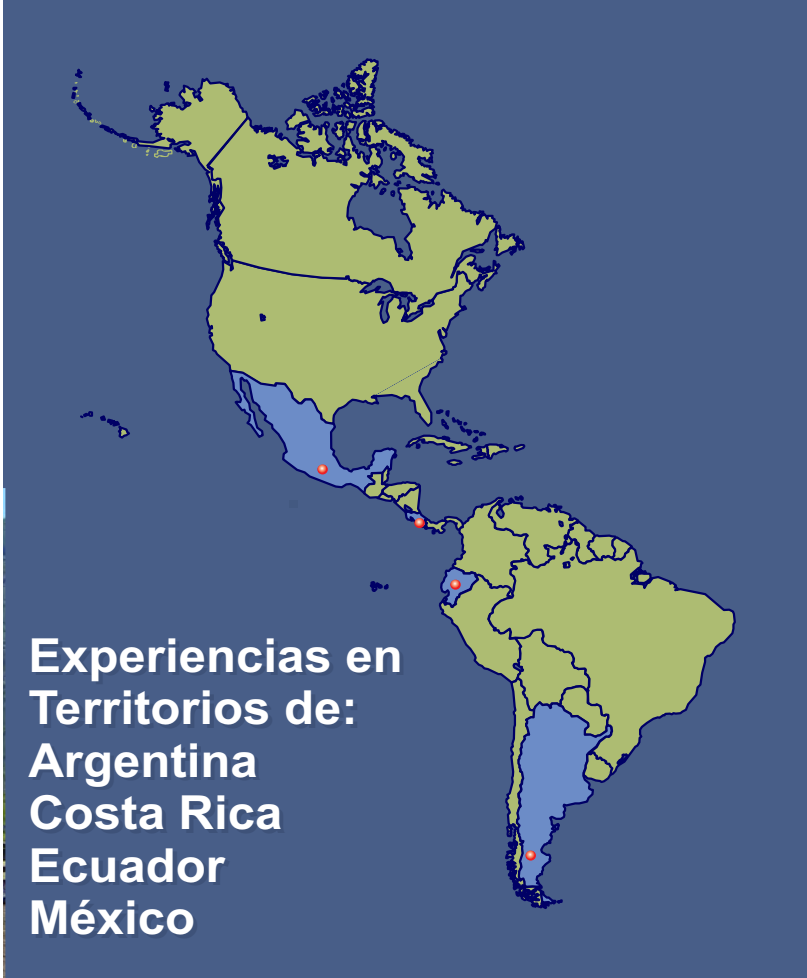 Experiencias en
Territorios de:
Argentina
Costa Rica
Ecuador
México